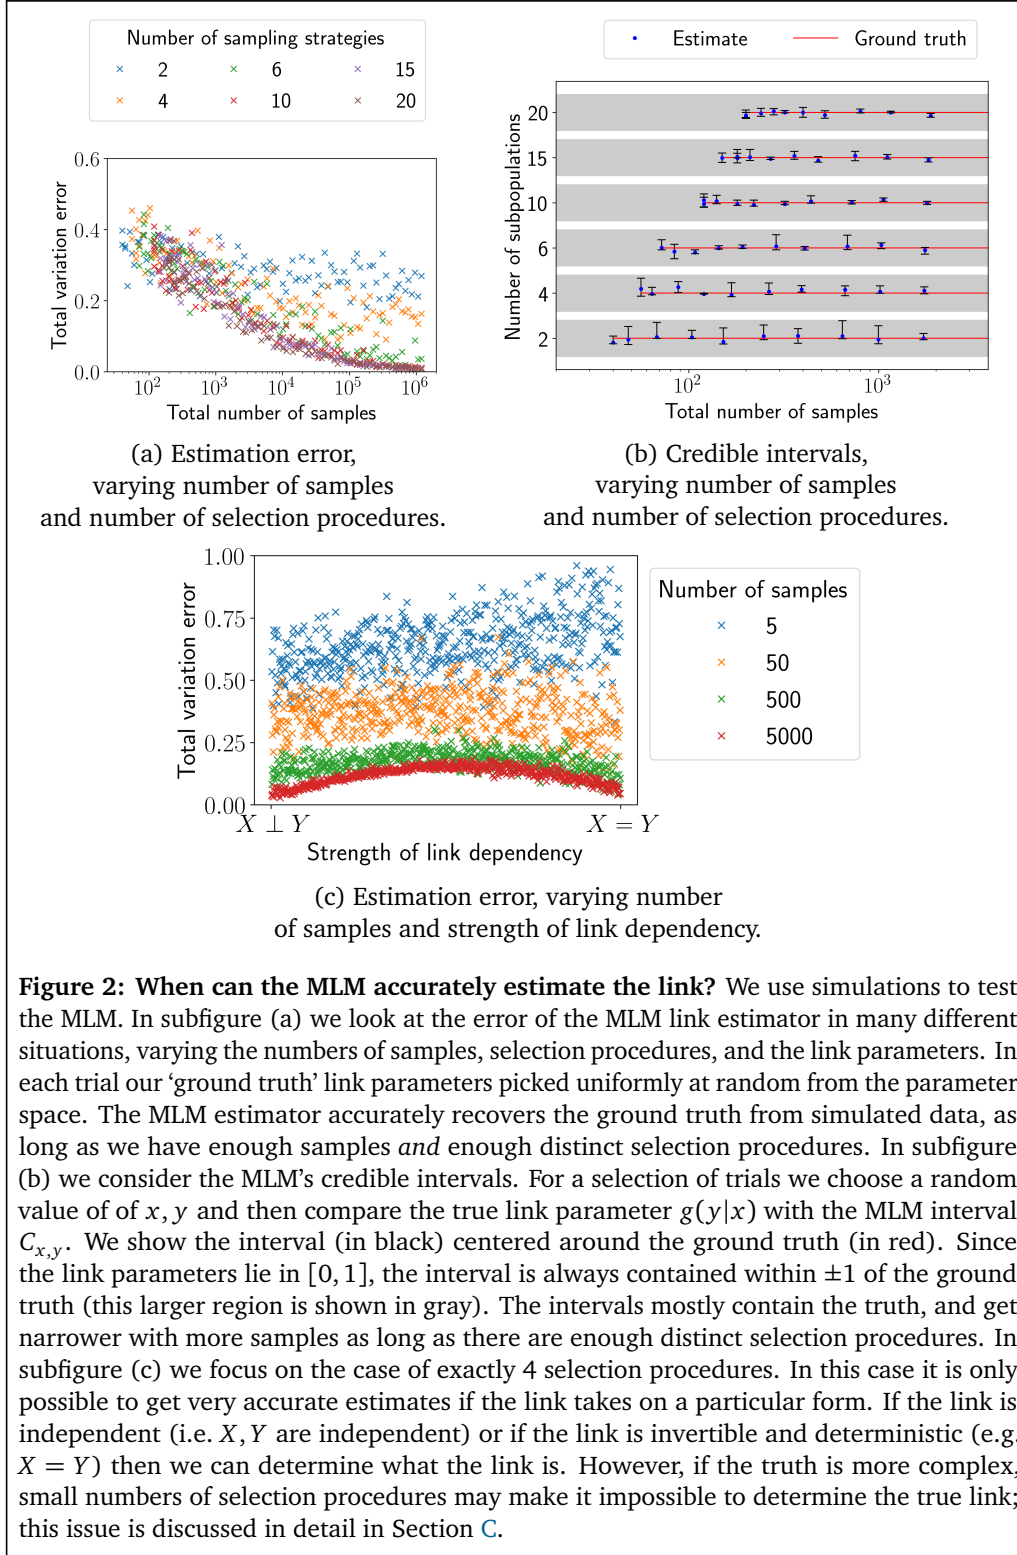 Number of sampling strategies
2 6 15
4 10 20
Estimate Ground truth
0.6
0.4
0.2
0.0
Total variation error
10^2 10^3 10^4 10^5 10^6
Total number of samples
20
15
10
6
4
2
Number of subpopulations
10^2 10^3
Total number of samples
(a) Estimation error,
varying number of samples
and number of selection procedures.
(b) Credible intervals,
varying number of samples
and number of selection procedures.
1.00
0.75
0.50
0.25
0.00
Total variation error
X ⊥ Y X = Y
Strength of link dependency
Number of samples
5
50
500
5000
(c) Estimation error, varying number
of samples and strength of link dependency.
Figure 2: When can the MLM accurately estimate the link? We use simulations to test
the MLM. In subfigure (a) we look at the error of the MLM link estimator in many different
situations, varying the numbers of samples, selection procedures, and the link parameters. In
each trial our ‘ground truth’ link parameters picked uniformly at random from the parameter
space. The MLM estimator accurately recovers the ground truth from simulated data, as
long as we have enough samples and enough distinct selection procedures. In subfigure
(b) we consider the MLM’s credible intervals. For a selection of trials we choose a random
value of of x, y and then compare the true link parameter g(y|x) with the MLM interval
C_{x,y}. We show the interval (in black) centered around the ground truth (in red). Since
the link parameters lie in [0, 1], the interval is always contained within ±1 of the ground
truth (this larger region is shown in gray). The intervals mostly contain the truth, and get
narrower with more samples as long as there are enough distinct selection procedures. In
subfigure (c) we focus on the case of exactly 4 selection procedures. In this case it is only
possible to get very accurate estimates if the link takes on a particular form. If the link is
independent (i.e. X, Y are independent) or if the link is invertible and deterministic (e.g.
X = Y) then we can determine what the link is. However, if the truth is more complex,
small numbers of selection procedures may make it impossible to determine the true link;
this issue is discussed in detail in Section C.